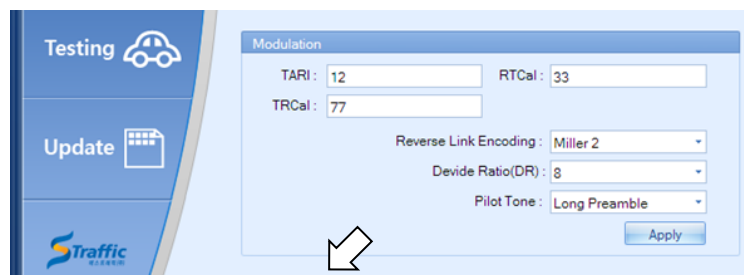 Testing
Update
STraffic
Modulation
TARI : 12 RTCal : 33
TRCal : 77
Reverse Link Encoding : Miller 2
Devide Ratio(DR) : 8
Pilot Tone : Long Preamble
Apply